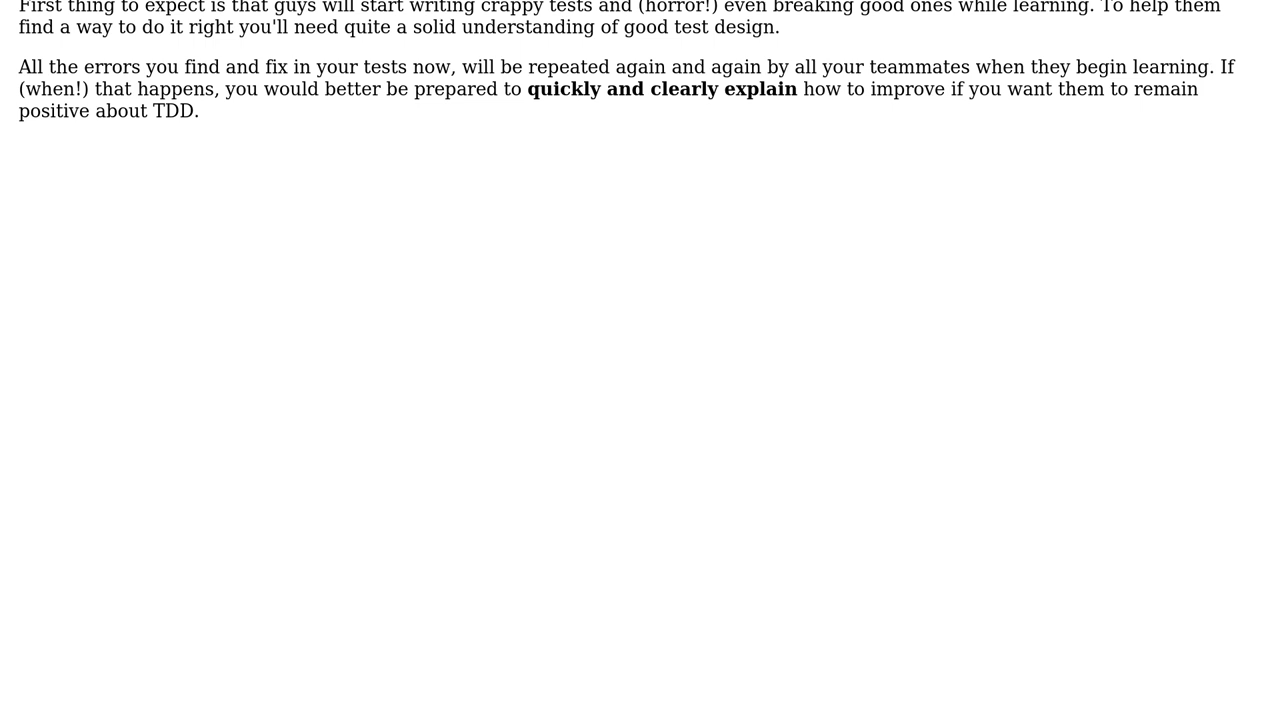 First thing to expect is that guys will start writing crappy tests and (horror!) even breaking good ones while learning. To help them
find a way to do it right you'll need quite a solid understanding of good test design.
All the errors you find and fix in your tests now, will be repeated again and again by all your teammates when they begin learning. If
(when!) that happens, you would better be prepared to quickly and clearly explain how to improve if you want them to remain
positive about TDD.